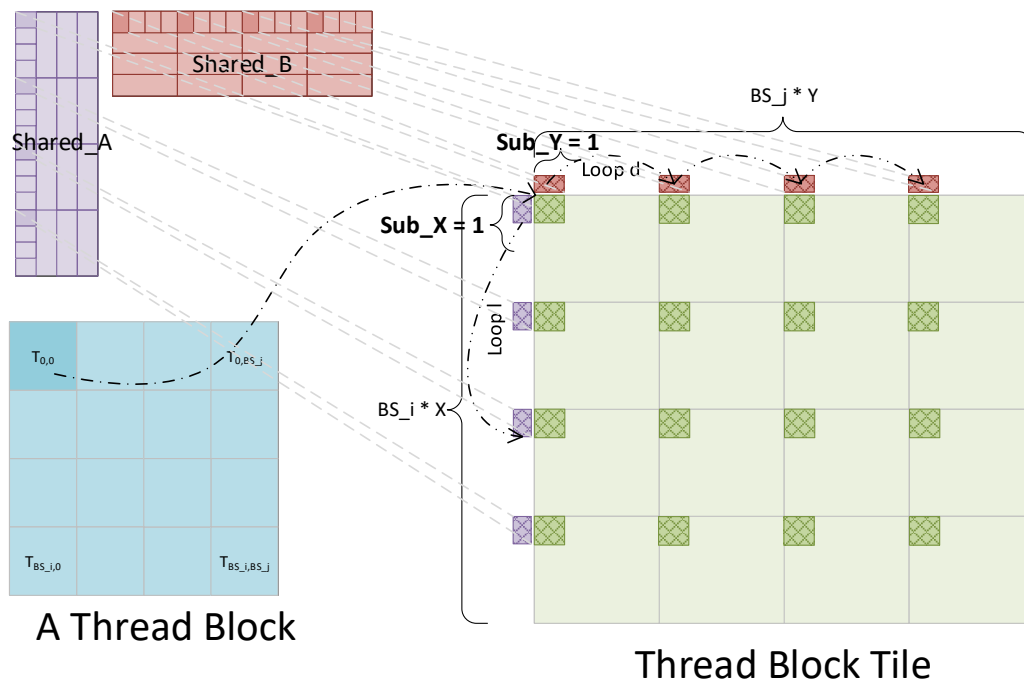 Shared_B
Shared_A
BS_j * Y
Sub_Y = 1
Loop d
Sub_X = 1
Loop l
BS_i * X
T0,0
T0,BS_j
TBS_i,0
TBS_i,BS_j
A Thread Block
Thread Block Tile